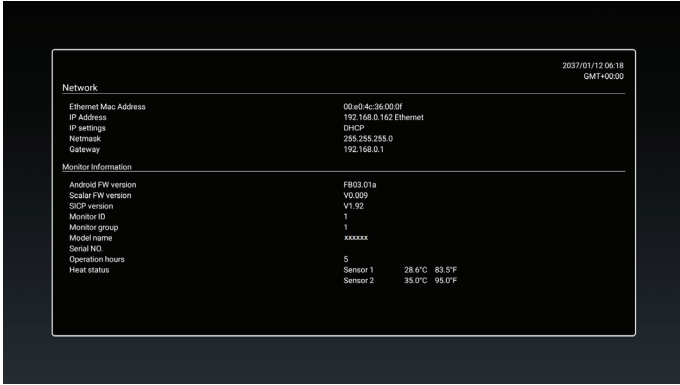 2037/01/12 06:18
GMT+00:00
Network
Ethernet Mac Address 00:e0:4c:36:00:0f
IP Address 192.168.0.162 Ethernet
IP settings DHCP
Netmask 255.255.255.0
Gateway 192.168.0.1
Monitor Information
Android FW version FB03.01a
Scalar FW version V0.009
SICP version V1.92
Monitor ID 1
Monitor group 1
Model name xxxxxx
Serial NO.
Operation hours 5
Heat status Sensor 1 28.6°C 83.5°F
Sensor 2 35.0°C 95.0°F